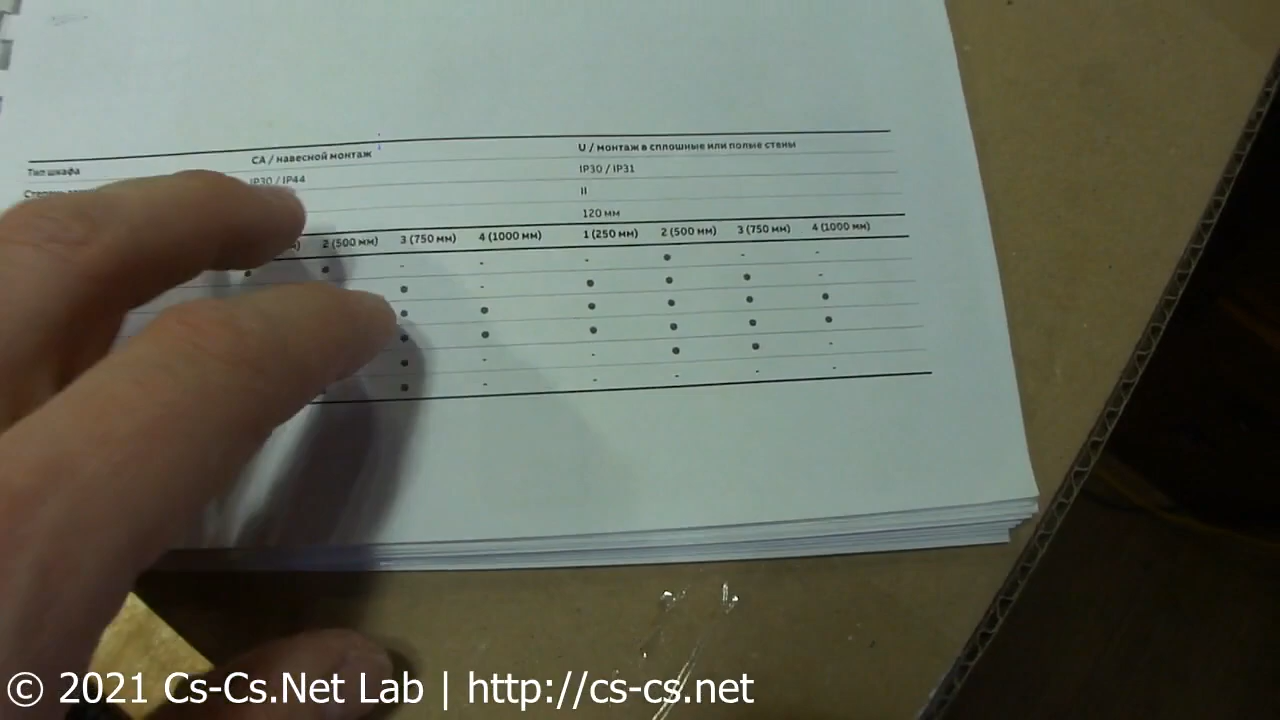 Тип шкафа CA / навесной монтаж U / монтаж в сплошные или полые стены
IP30 / IP44 IP30 / IP31
II
120 мм
2 (500 мм) 3 (750 мм) 4 (1000 мм) 1 (250 мм) 2 (500 мм) 3 (750 мм) 4 (1000 мм)
© 2021 Cs-Cs.Net Lab | http://cs-cs.net